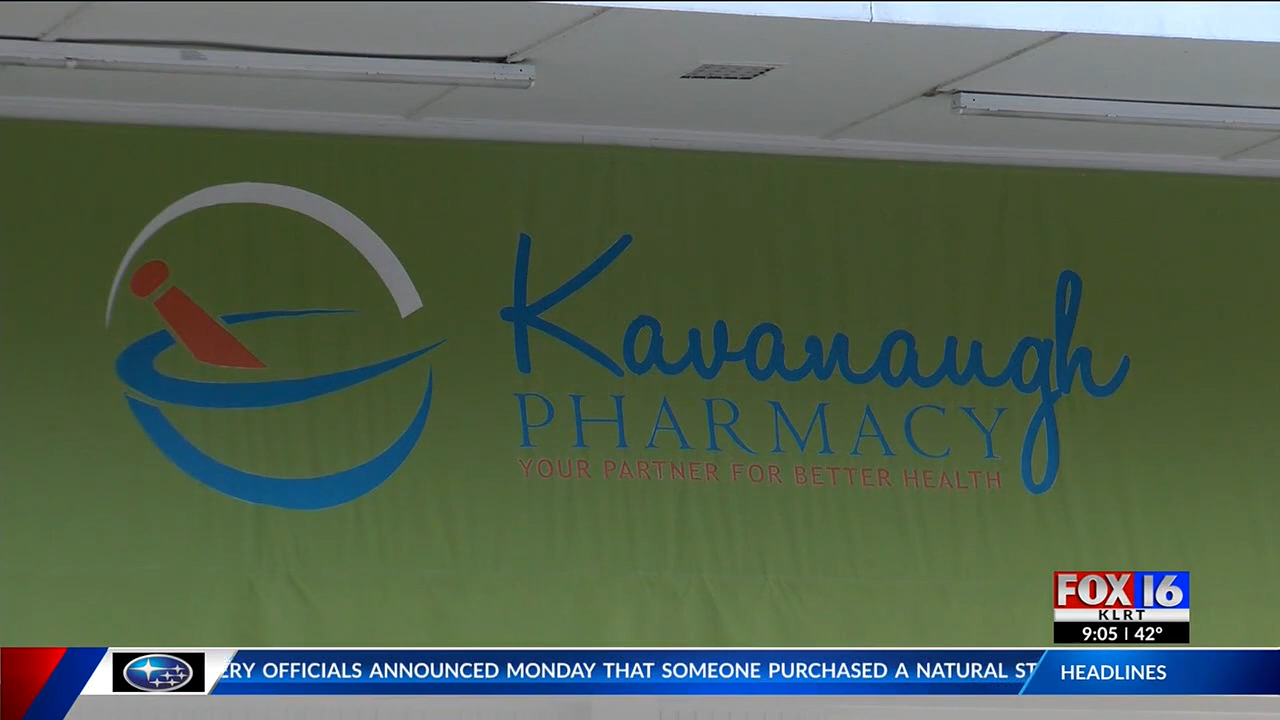 Kavanaugh
PHARMACY
YOUR PARTNER FOR BETTER HEALTH
FOX 16
KLRT
9:05 | 42°
ERY OFFICIALS ANNOUNCED MONDAY THAT SOMEONE PURCHASED A NATURAL ST
HEADLINES